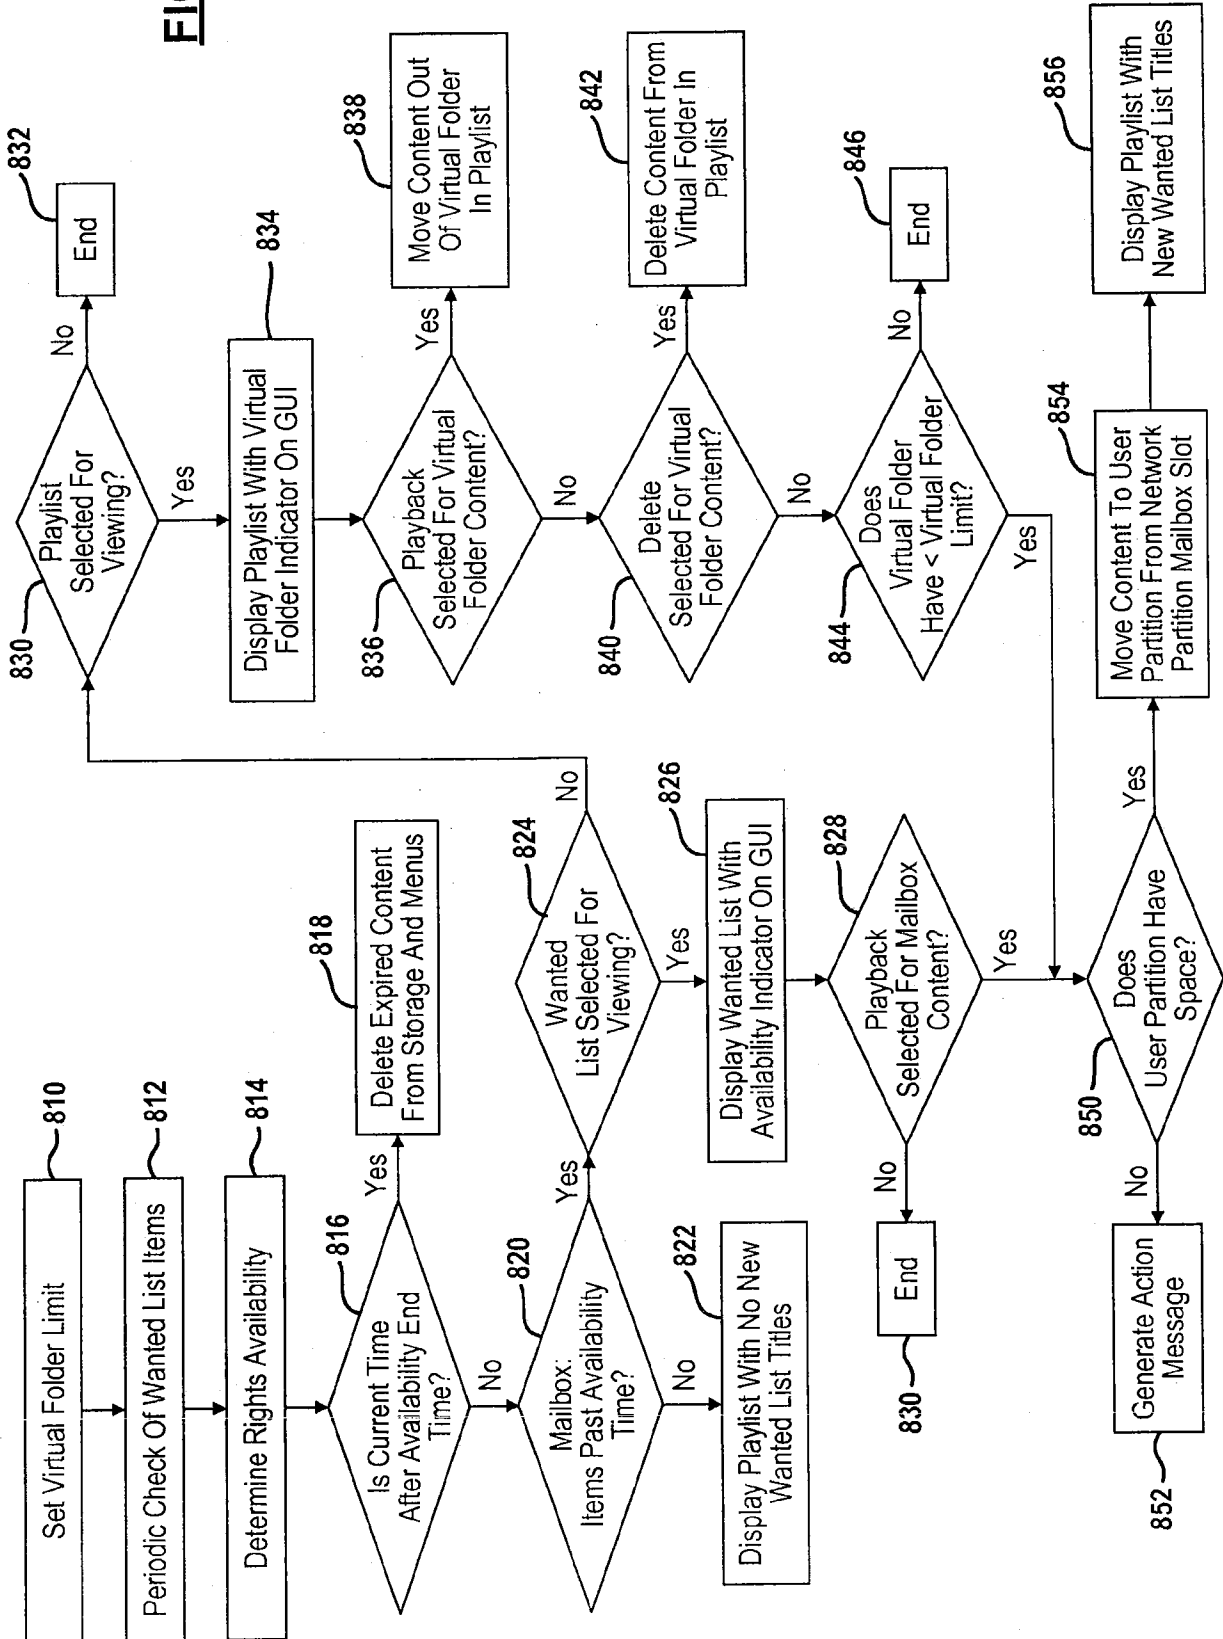 FIG
810
Set Virtual Folder Limit
812
Periodic Check Of Wanted List Items
814
Determine Rights Availability
816
Is Current Time
After Availability End
Time?
Yes
No
818
Delete Expired Content
From Storage And Menus
820
Mailbox:
Items Past Availability
Time?
Yes
No
822
Display Playlist With No New
Wanted List Titles
824
Wanted
List Selected For
Viewing?
No
Yes
826
Display Wanted List With
Availability Indicator On GUI
828
Playback
Selected For Mailbox
Content?
No
Yes
End
830
830
Playlist
Selected For
Viewing?
No
Yes
832
End
834
Display Playlist With Virtual
Folder Indicator On GUI
836
Playback
Selected For Virtual
Folder Content?
Yes
No
838
Move Content Out
Of Virtual Folder
In Playlist
840
Delete
Selected For Virtual
Folder Content?
Yes
No
842
Delete Content From
Virtual Folder In
Playlist
844
Does
Virtual Folder
Have < Virtual Folder
Limit?
No
Yes
846
End
850
Does
User Partition Have
Space?
No
Yes
852
Generate Action
Message
854
Move Content To User
Partition From Network
Partition Mailbox Slot
856
Display Playlist With
New Wanted List Titles